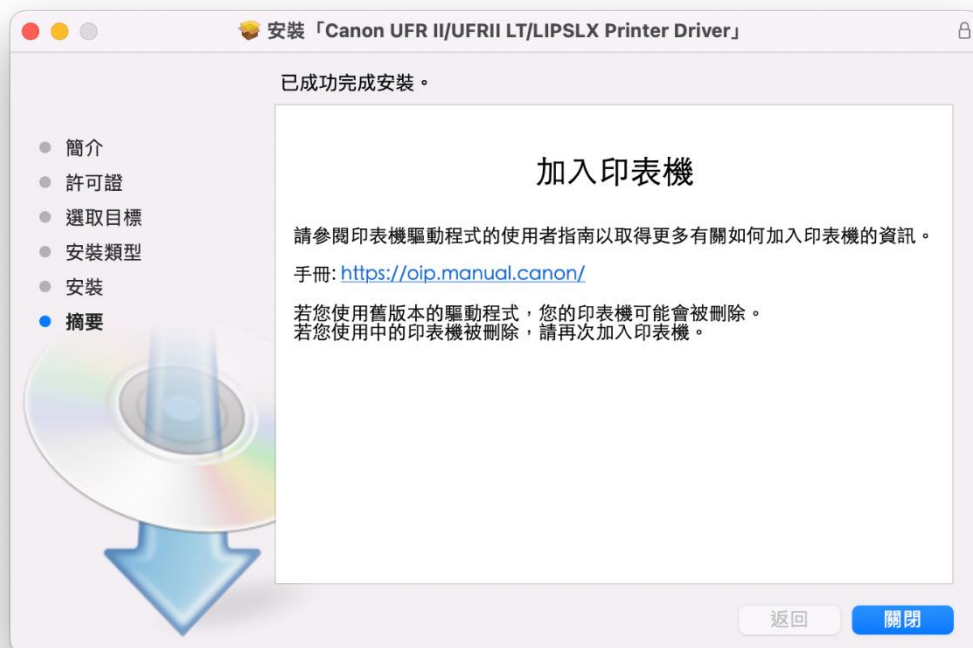 安裝「Canon UFR II/UFRII LT/LIPSLX Printer Driver」
已成功完成安裝。
簡介
許可證
選取目標
安裝類型
安裝
摘要
加入印表機
請參閱印表機驅動程式的使用者指南以取得更多有關如何加入印表機的資訊。
手冊: https://oip.manual.canon/
若您使用舊版本的驅動程式，您的印表機可能會被刪除。
若您使用中的印表機被刪除，請再次加入印表機。
返回
關閉